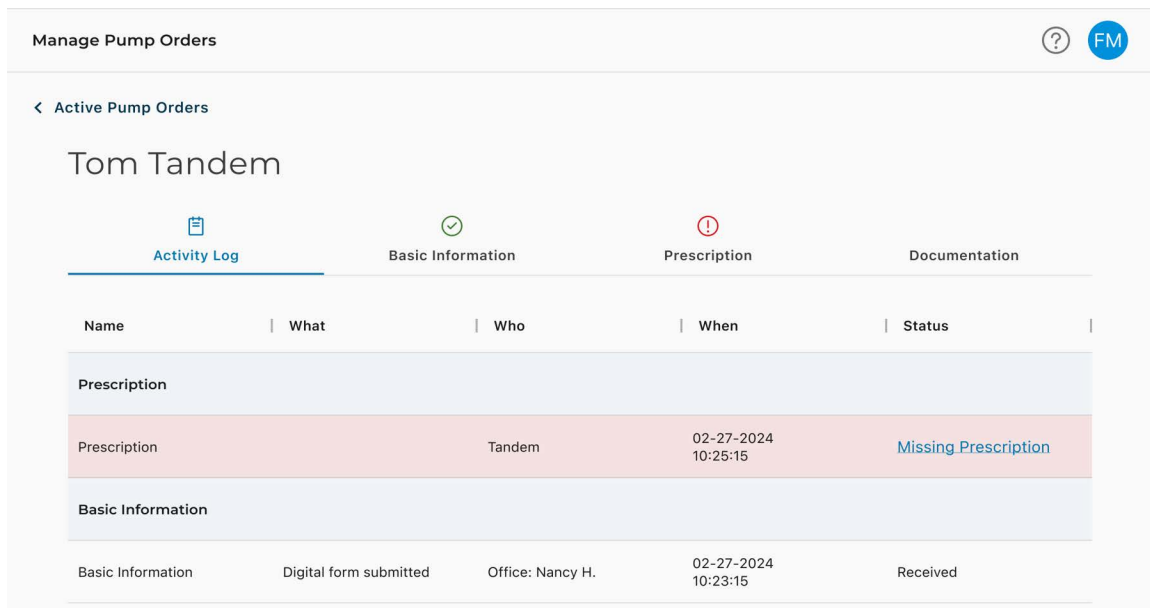 Manage Pump Orders
?
FM
< Active Pump Orders
Tom Tandem
Activity Log
Basic Information
Prescription
Documentation
Name | What | Who | When | Status |
Prescription
Prescription Tandem 02-27-2024 10:25:15 Missing Prescription
Basic Information
Basic Information Digital form submitted Office: Nancy H. 02-27-2024 10:23:15 Received